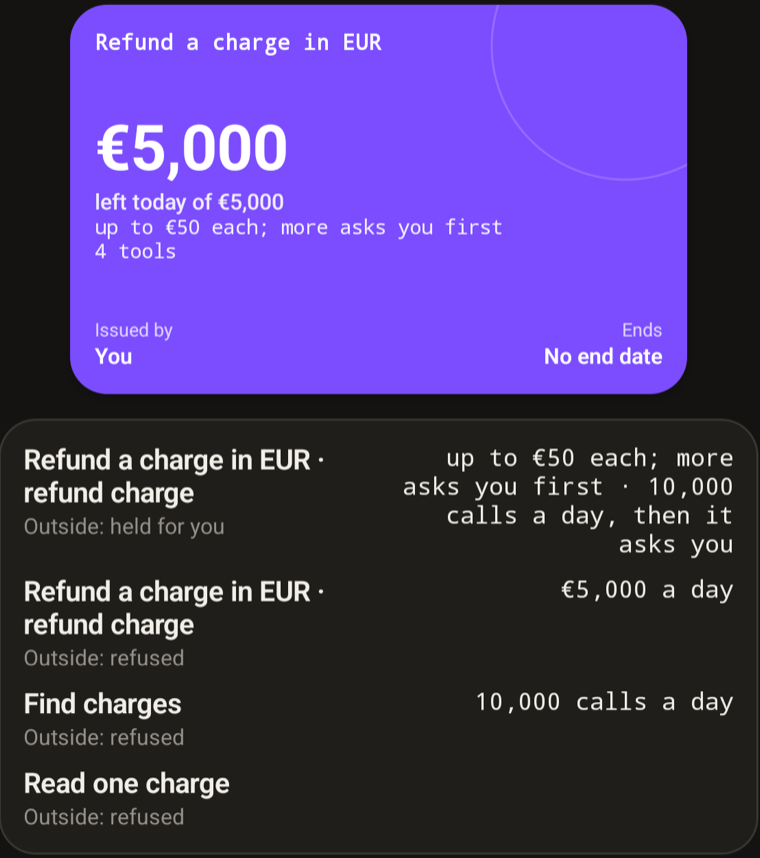 Refund a charge in EUR
€5,000
left today of €5,000
up to €50 each; more asks you first
4 tools
Issued by
You
Ends
No end date
Refund a charge in EUR ·
refund charge
Outside: held for you
up to €50 each; more
asks you first · 10,000
calls a day, then it
asks you
Refund a charge in EUR ·
refund charge
Outside: refused
€5,000 a day
Find charges
Outside: refused
10,000 calls a day
Read one charge
Outside: refused